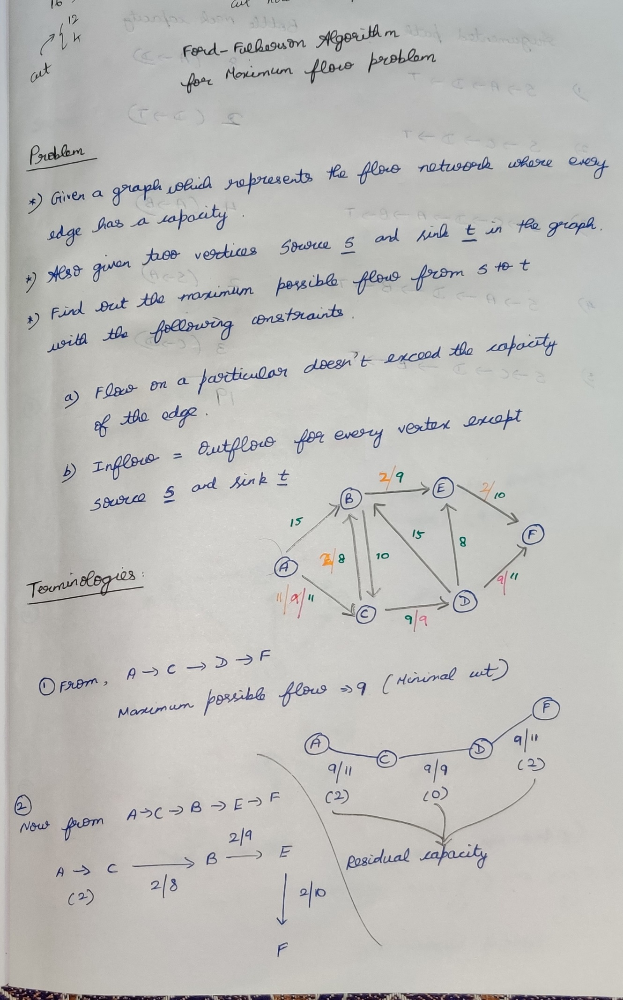 16
cut
12
4
cut
Ford-Fulkerson Algorithm
for Maximum flow problem
Problem
*) Given a graph which represents the flow network where every
edge has a capacity.
*) Also given two vertices source s and sink t in the graph.
*) Find out the maximum possible flow from s to t
with the following constraints.
a) Flow on a particular doesn't exceed the capacity
of the edge.
b) Inflow = Outflow for every vertex except
source s and sink t
2/9
B
E
2/10
15
15
8
F
A
2/8
10
9/11
11/9/11
C
D
9/9
Terminologies:
① From, A → C → D → F
Maximum possible flow ⇒ 9 (Minimal cut)
F
A
C
D
9/11
9/11
9/9
(2)
(2)
(0)
Residual capacity
②
Now from A→C→B→E→F
2/9
A → C → B → E
(2)
2/8
2/10
F